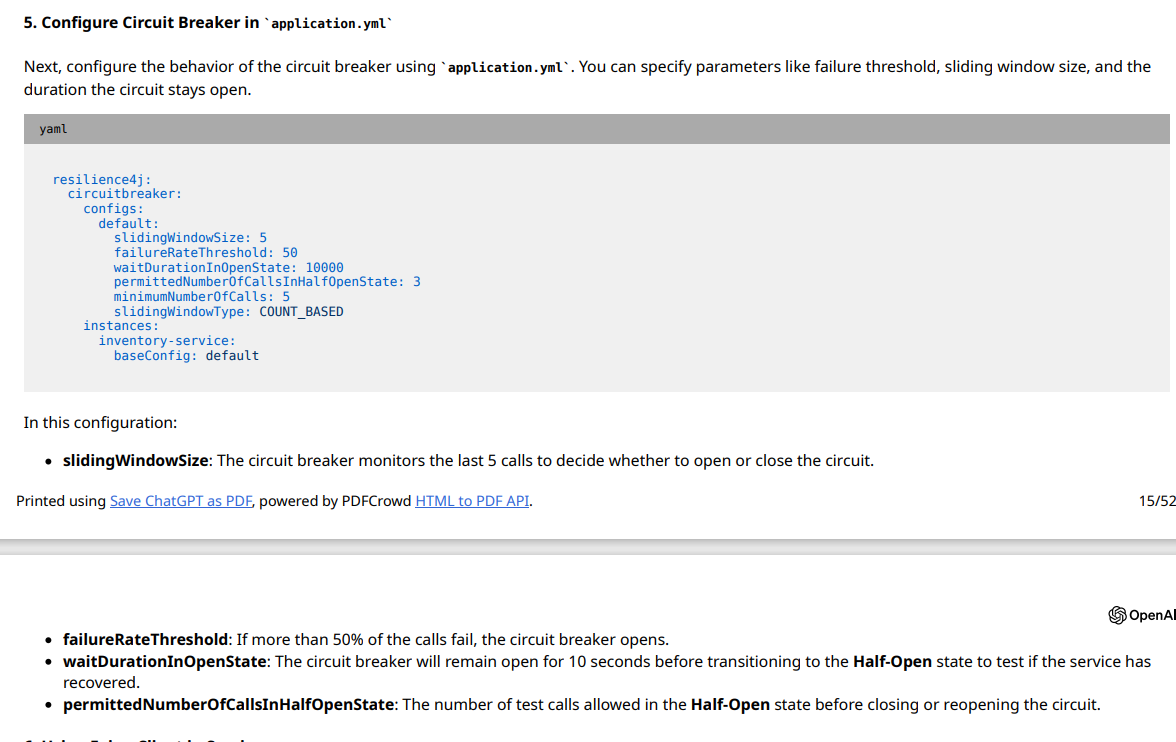 5. Configure Circuit Breaker in `application.yml`
Next, configure the behavior of the circuit breaker using `application.yml`. You can specify parameters like failure threshold, sliding window size, and the
duration the circuit stays open.
yaml
resilience4j:
  circuitbreaker:
    configs:
      default:
        slidingWindowSize: 5
        failureRateThreshold: 50
        waitDurationInOpenState: 10000
        permittedNumberOfCallsInHalfOpenState: 3
        minimumNumberOfCalls: 5
        slidingWindowType: COUNT_BASED
    instances:
      inventory-service:
        baseConfig: default
In this configuration:
• slidingWindowSize: The circuit breaker monitors the last 5 calls to decide whether to open or close the circuit.
Printed using Save ChatGPT as PDF, powered by PDFCrowd HTML to PDF API. 15/52
OpenAI
• failureRateThreshold: If more than 50% of the calls fail, the circuit breaker opens.
• waitDurationInOpenState: The circuit breaker will remain open for 10 seconds before transitioning to the Half-Open state to test if the service has
recovered.
• permittedNumberOfCallsInHalfOpenState: The number of test calls allowed in the Half-Open state before closing or reopening the circuit.